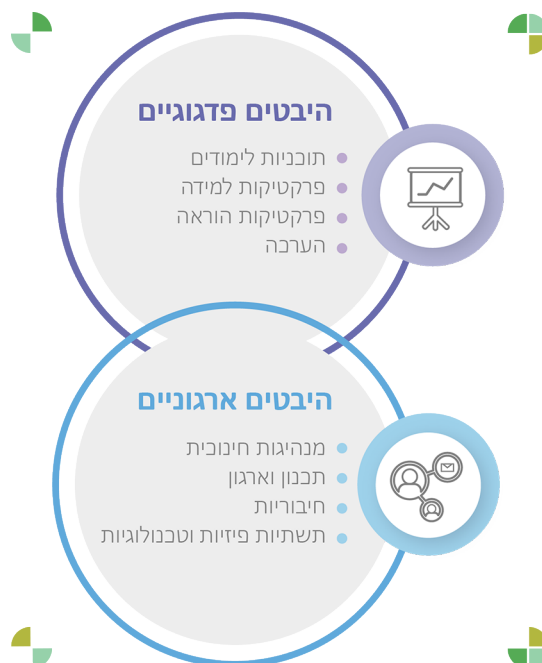 היבטים פדגוגיים
תוכניות לימודים
פרקטיקות למידה
פרקטיקות הוראה
הערכה
היבטים ארגוניים
מנהיגות חינוכית
תכנון וארגון
חיבוריות
תשתיות פיזיות וטכנולוגיות